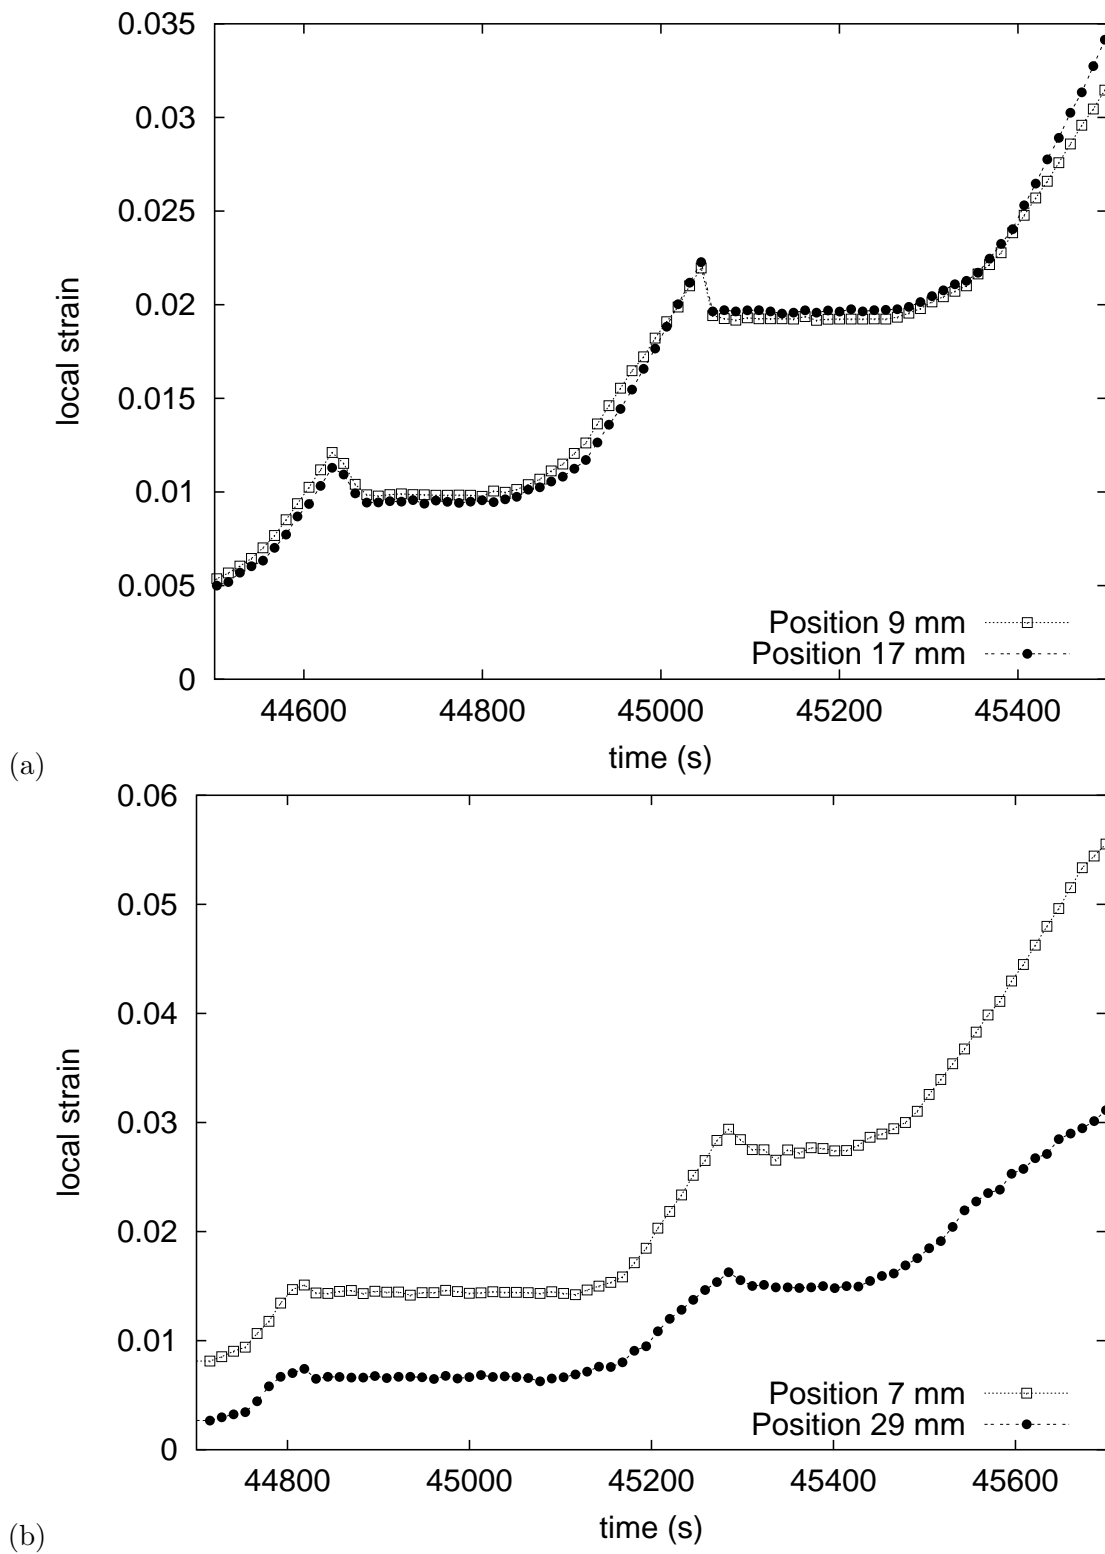 0.035
0.03
0.025
0.02
0.015
0.01
0.005
0
local strain
Position 9 mm
Position 17 mm
44600 44800 45000 45200 45400
time (s)
(a)
0.06
0.05
0.04
0.03
0.02
0.01
0
local strain
Position 7 mm
Position 29 mm
44800 45000 45200 45400 45600
time (s)
(b)